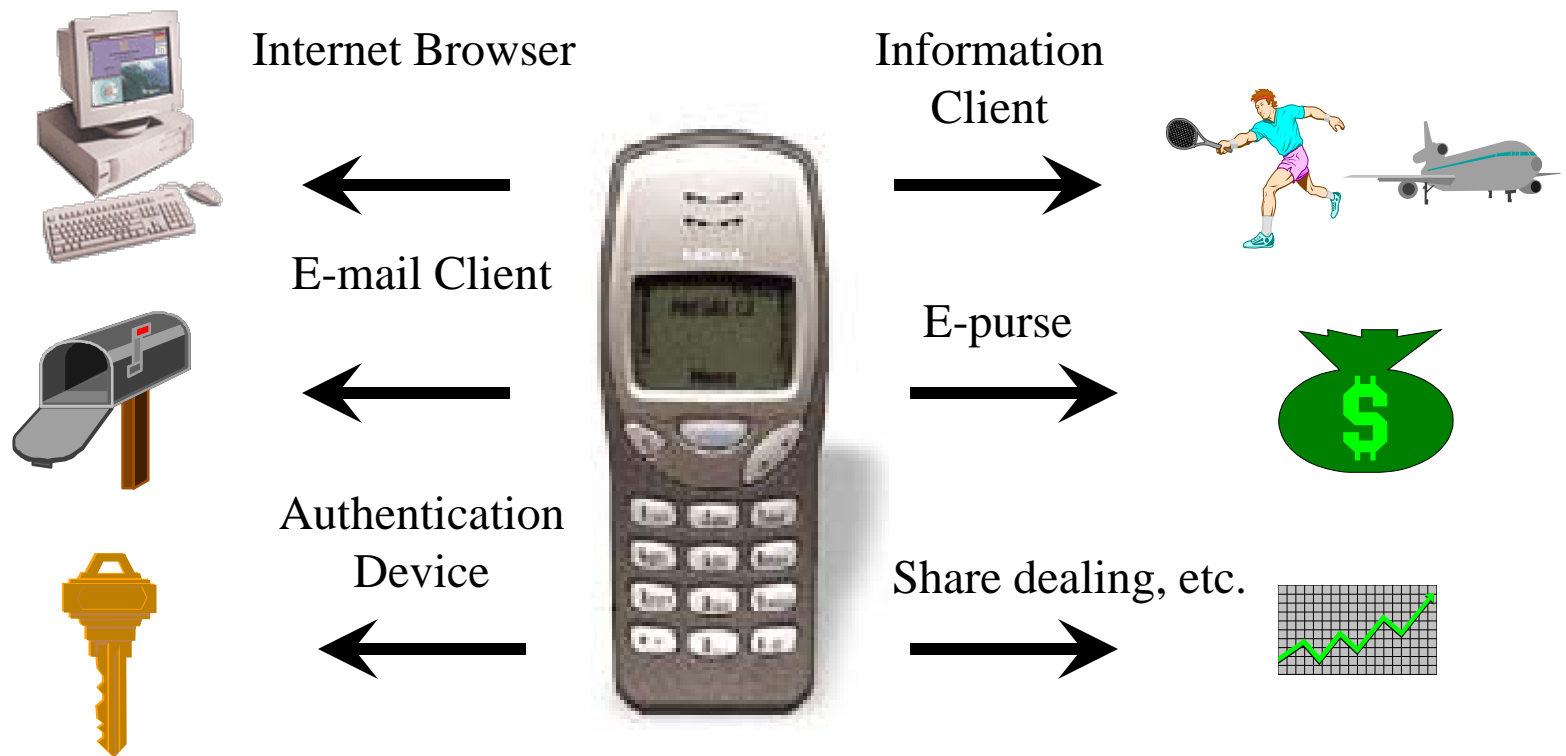 Internet Browser
Information
Client
E-mail Client
E-purse
Authentication
Device
Share dealing, etc.
$